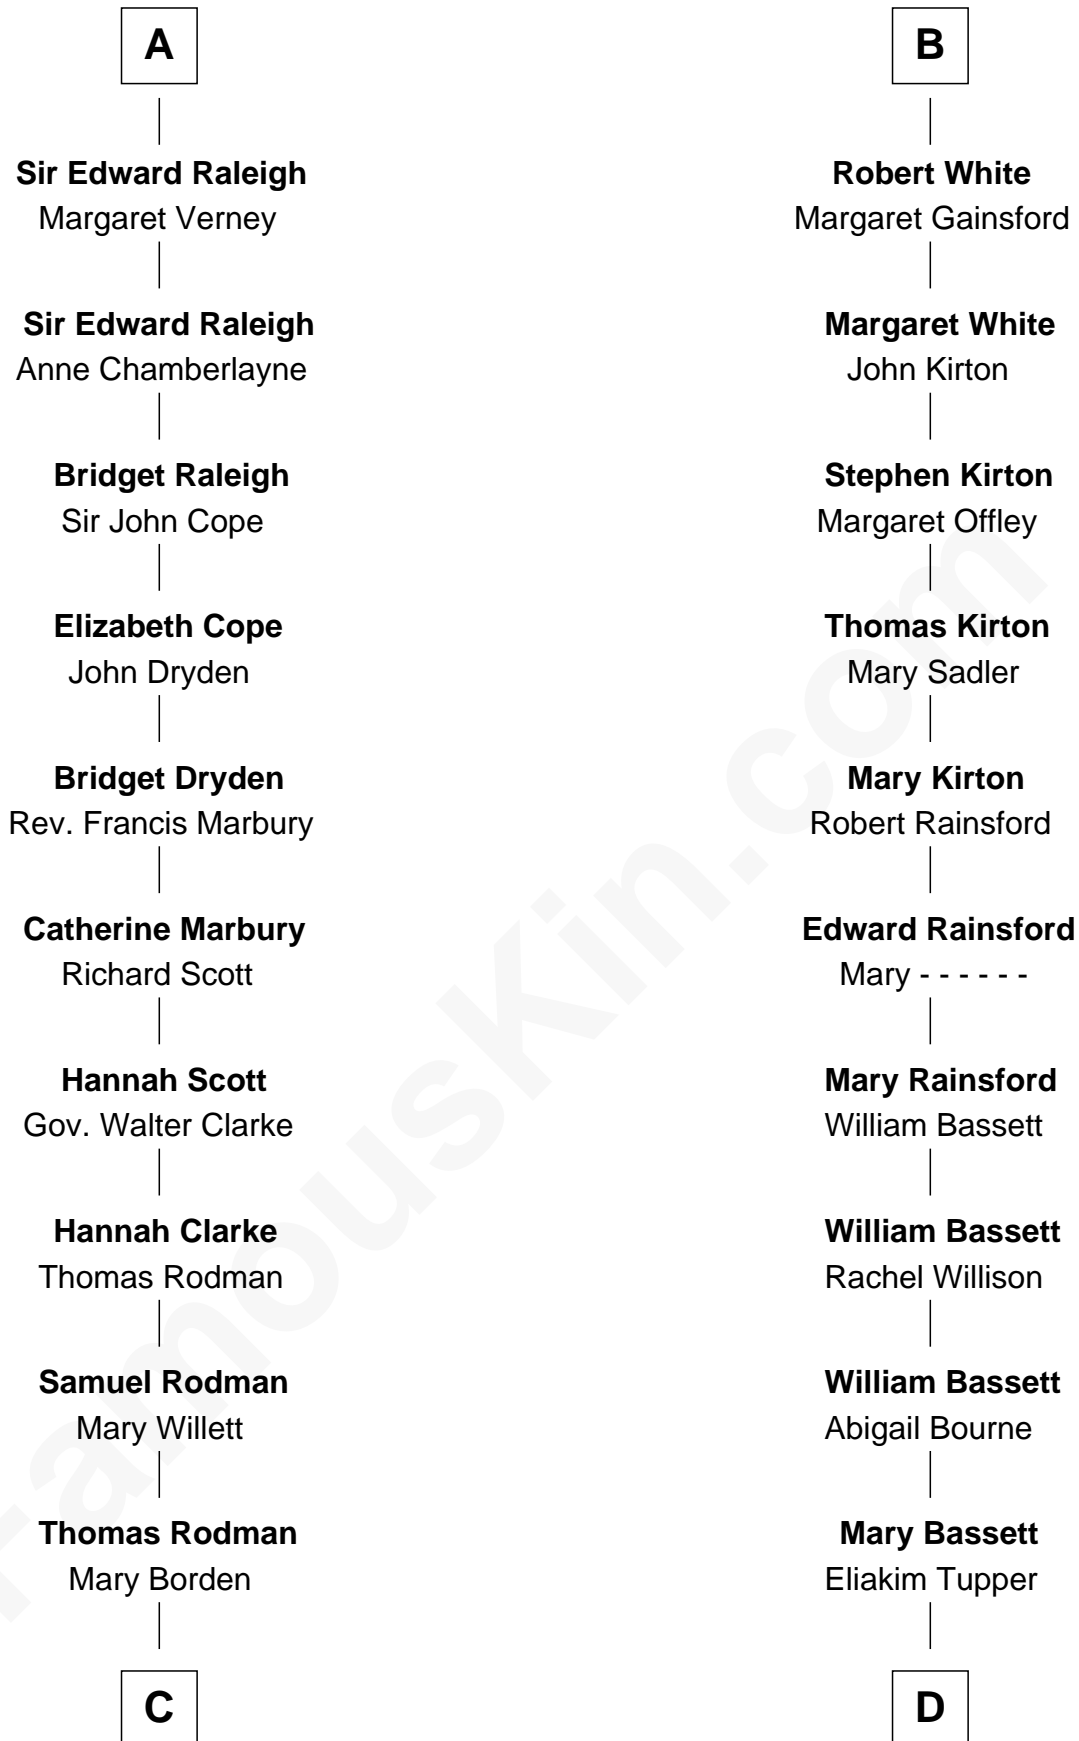 A
Sir Edward Raleigh
Margaret Verney
Sir Edward Raleigh
Anne Chamberlayne
Bridget Raleigh
Sir John Cope
Elizabeth Cope
John Dryden
Bridget Dryden
Rev. Francis Marbury
Catherine Marbury
Richard Scott
Hannah Scott
Gov. Walter Clarke
Hannah Clarke
Thomas Rodman
Samuel Rodman
Mary Willett
Thomas Rodman
Mary Borden
C
B
Robert White
Margaret Gainsford
Margaret White
John Kirton
Stephen Kirton
Margaret Offley
Thomas Kirton
Mary Sadler
Mary Kirton
Robert Rainsford
Edward Rainsford
Mary - - - - - -
Mary Rainsford
William Bassett
William Bassett
Rachel Willison
William Bassett
Abigail Bourne
Mary Bassett
Eliakim Tupper
D
FamousKin.com